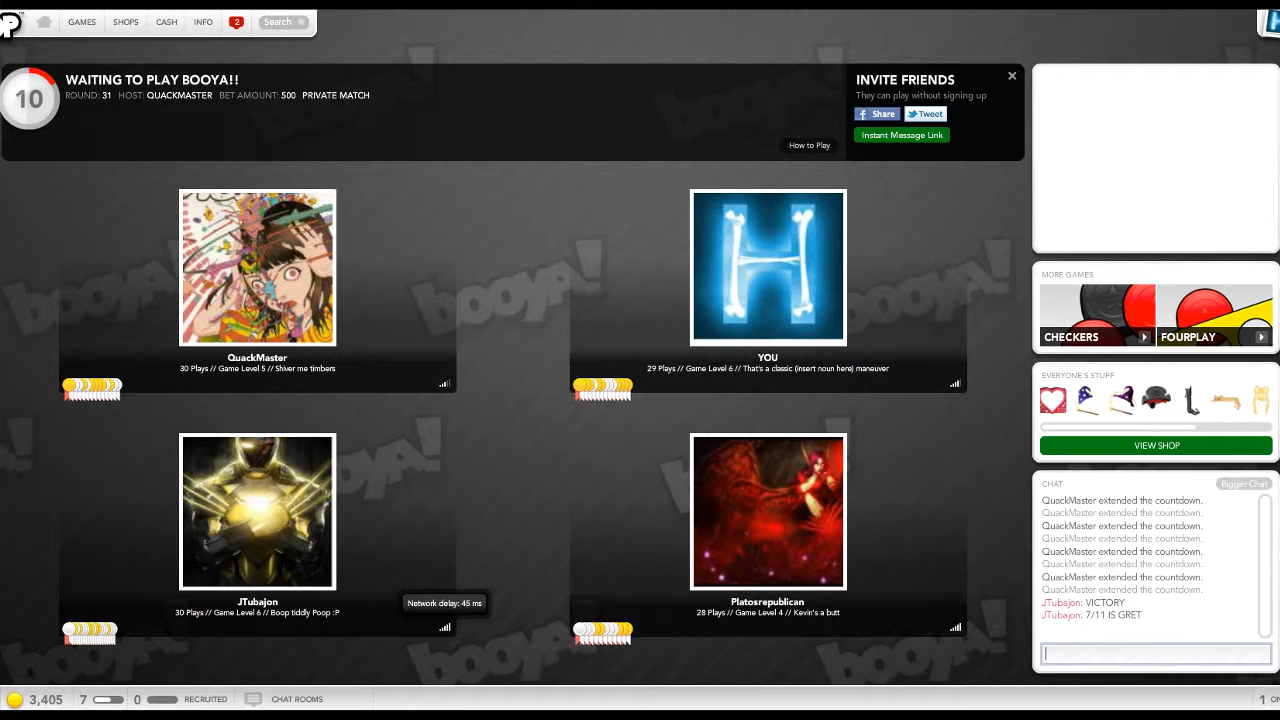 GAMES SHOPS CASH INFO 2 Search
10
WAITING TO PLAY BOOYA!!
ROUND: 31 HOST: QUACKMASTER BET AMOUNT: 500 PRIVATE MATCH
How to Play
INVITE FRIENDS
They can play without signing up
f Share Tweet
Instant Message Link
booya!
QuackMaster
30 Plays // Game Level 5 // Shiver me timbers
H
YOU
29 Plays // Game Level 6 // That's a classic (insert noun here) maneuver
JTubajon
30 Plays // Game Level 6 // Boop tiddly Poop :P
Network delay: 45 ms
Platosrepublican
28 Plays // Game Level 4 // Kevin's a butt
MORE GAMES
CHECKERS
FOURPLAY
EVERYONE'S STUFF
VIEW SHOP
CHAT Bigger Chat
QuackMaster extended the countdown.
QuackMaster extended the countdown.
QuackMaster extended the countdown.
QuackMaster extended the countdown.
QuackMaster extended the countdown.
QuackMaster extended the countdown.
QuackMaster extended the countdown.
QuackMaster extended the countdown.
JTubajon: VICTORY
JTubajon: 7/11 IS GRET
3,405 7 0 RECRUITED CHAT ROOMS
1